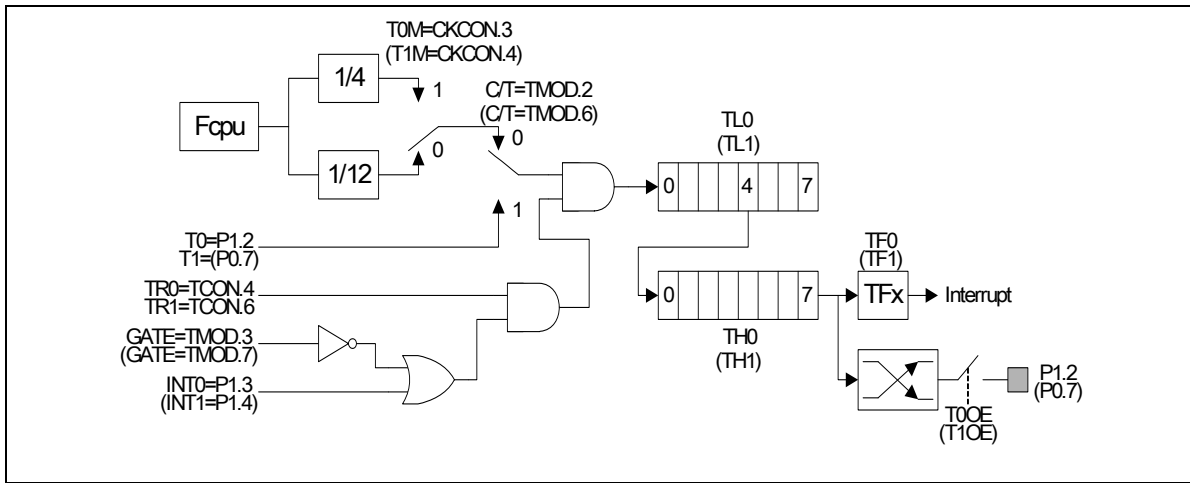 T0M=CKCON.3
(T1M=CKCON.4)
1/4
1
C/T=TMOD.2
(C/T=TMOD.6)
Fcpu
0
0
1/12
1
TL0
(TL1)
0 4 7
T0=P1.2
T1=(P0.7)
TR0=TCON.4
TR1=TCON.6
0 7
TH0
(TH1)
TF0
(TF1)
TFx
Interrupt
GATE=TMOD.3
(GATE=TMOD.7)
INT0=P1.3
(INT1=P1.4)
P1.2
(P0.7)
T0OE
(T1OE)